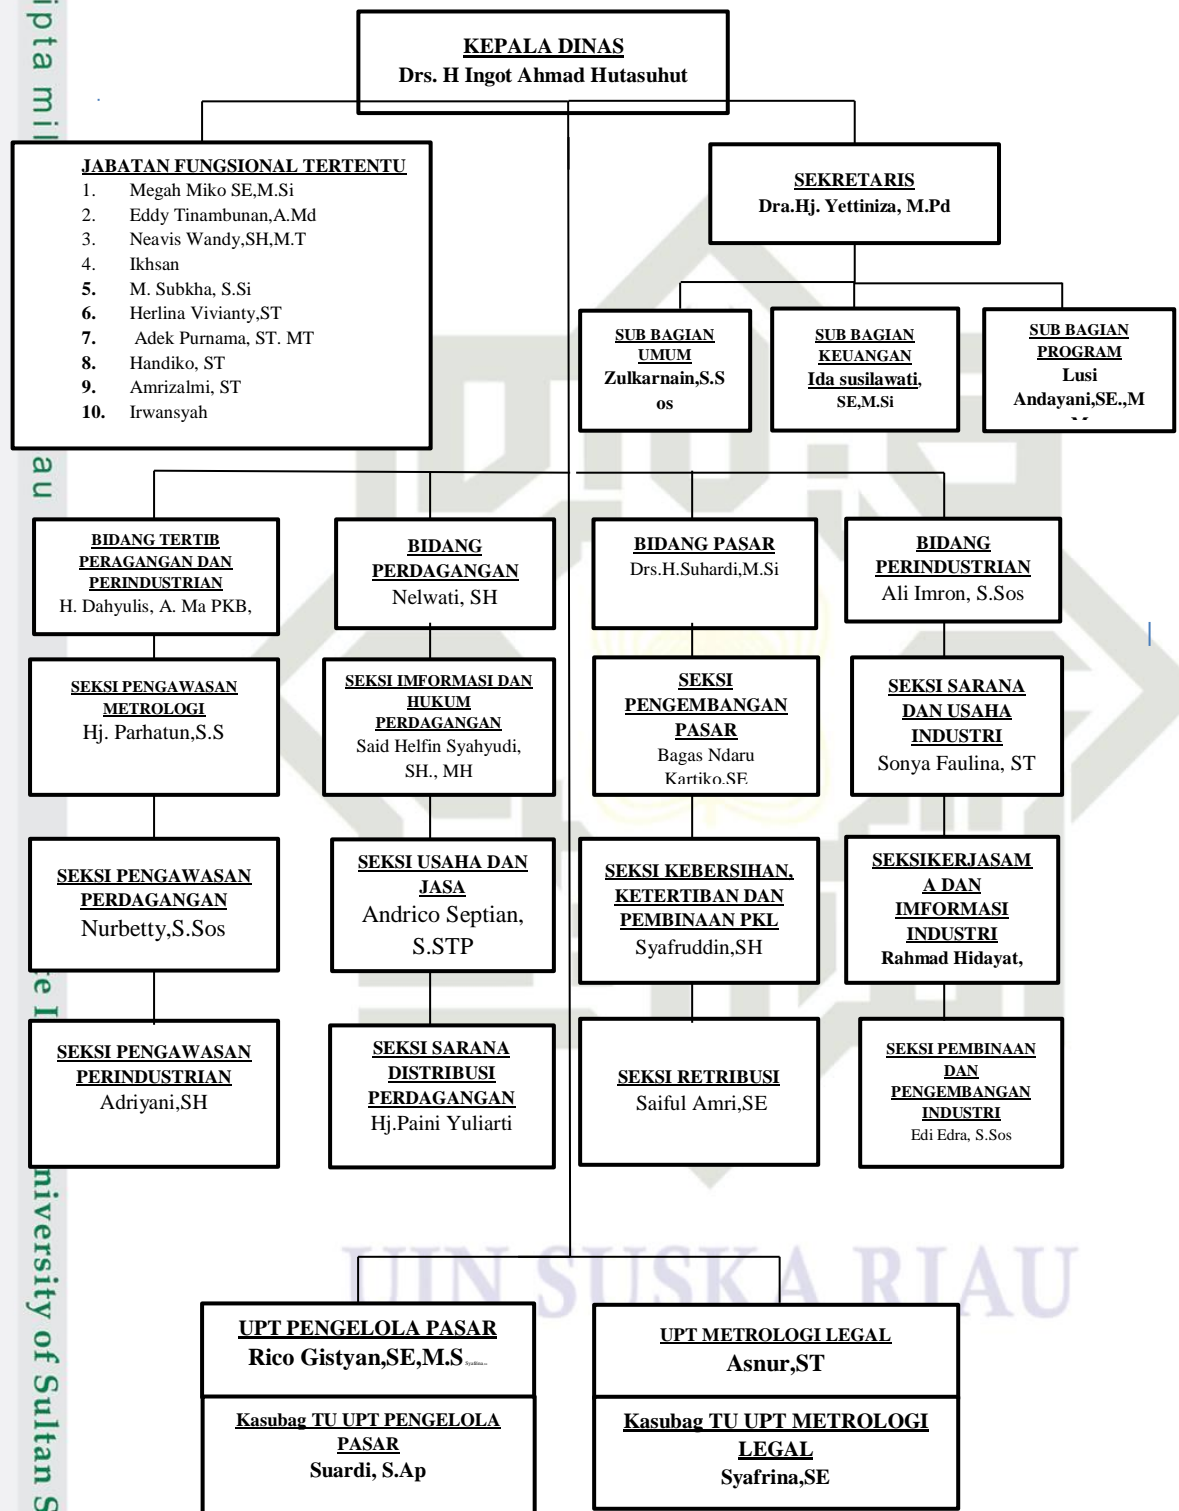 KEPALA DINAS
Drs. H Ingot Ahmad Hutasuhut
JABATAN FUNGSIONAL TERTENTU
1. Megah Miko SE,M.Si
2. Eddy Tinambunan,A.Md
3. Neavis Wandy,SH,M.T
4. Ikhsan
5. M. Subkha, S.Si
6. Herlina Vivianty,ST
7. Adek Purnama, ST. MT
8. Handiko, ST
9. Amrizalmi, ST
10. Irwansyah
SEKRETARIS
Dra.Hj. Yettiniza, M.Pd
SUB BAGIAN
UMUM
Zulkarnain,S.S
os
SUB BAGIAN
KEUANGAN
Ida susilawati,
SE,M.Si
SUB BAGIAN
PROGRAM
Lusi
Andayani,SE.,M
BIDANG TERTIB
PERAGANGAN DAN
PERINDUSTRIAN
H. Dahyulis, A. Ma PKB,
BIDANG
PERDAGANGAN
Nelwati, SH
BIDANG PASAR
Drs.H.Suhardi,M.Si
BIDANG
PERINDUSTRIAN
Ali Imron, S.Sos
SEKSI PENGAWASAN
METROLOGI
Hj. Parhatun,S.S
SEKSI IMFORMASI DAN
HUKUM
PERDAGANGAN
Said Helfin Syahyudi,
SH., MH
SEKSI
PENGEMBANGAN
PASAR
Bagas Ndaru
Kartiko,SE
SEKSI SARANA
DAN USAHA
INDUSTRI
Sonya Faulina, ST
SEKSI PENGAWASAN
PERDAGANGAN
Nurbetty,S.Sos
SEKSI USAHA DAN
JASA
Andrico Septian,
S.STP
SEKSI KEBERSIHAN,
KETERTIBAN DAN
PEMBINAAN PKL
Syafruddin,SH
SEKSIKERJASAM
A DAN
IMFORMASI
INDUSTRI
Rahmad Hidayat,
SEKSI PENGAWASAN
PERINDUSTRIAN
Adriyani,SH
SEKSI SARANA
DISTRIBUSI
PERDAGANGAN
Hj.Paini Yuliarti
SEKSI RETRIBUSI
Saiful Amri,SE
SEKSI PEMBINAAN
DAN
PENGEMBANGAN
INDUSTRI
Edi Edra, S.Sos
UIN SUSKA RIAU
UPT PENGELOLA PASAR
Rico Gistyan,SE,M.S
UPT METROLOGI LEGAL
Asnur,ST
Kasubag TU UPT PENGELOLA
PASAR
Suardi, S.Ap
Kasubag TU UPT METROLOGI
LEGAL
Syafrina,SE
ipta mil
au
niversity of Sultan S